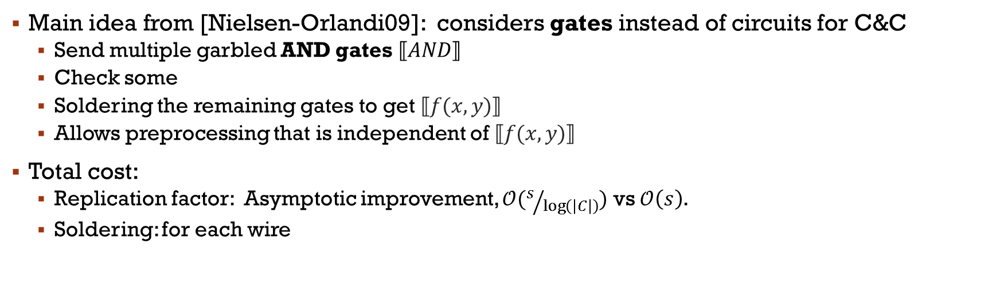 ▪ Main idea from [Nielsen-Orlandi09]: considers gates instead of circuits for C&C
▪ Send multiple garbled AND gates ⟦AND⟧
▪ Check some
▪ Soldering the remaining gates to get ⟦f(x, y)⟧
▪ Allows preprocessing that is independent of ⟦f(x, y)⟧
▪ Total cost:
▪ Replication factor: Asymptotic improvement, 𝒪(s/log(|C|)) vs 𝒪(s).
▪ Soldering: for each wire